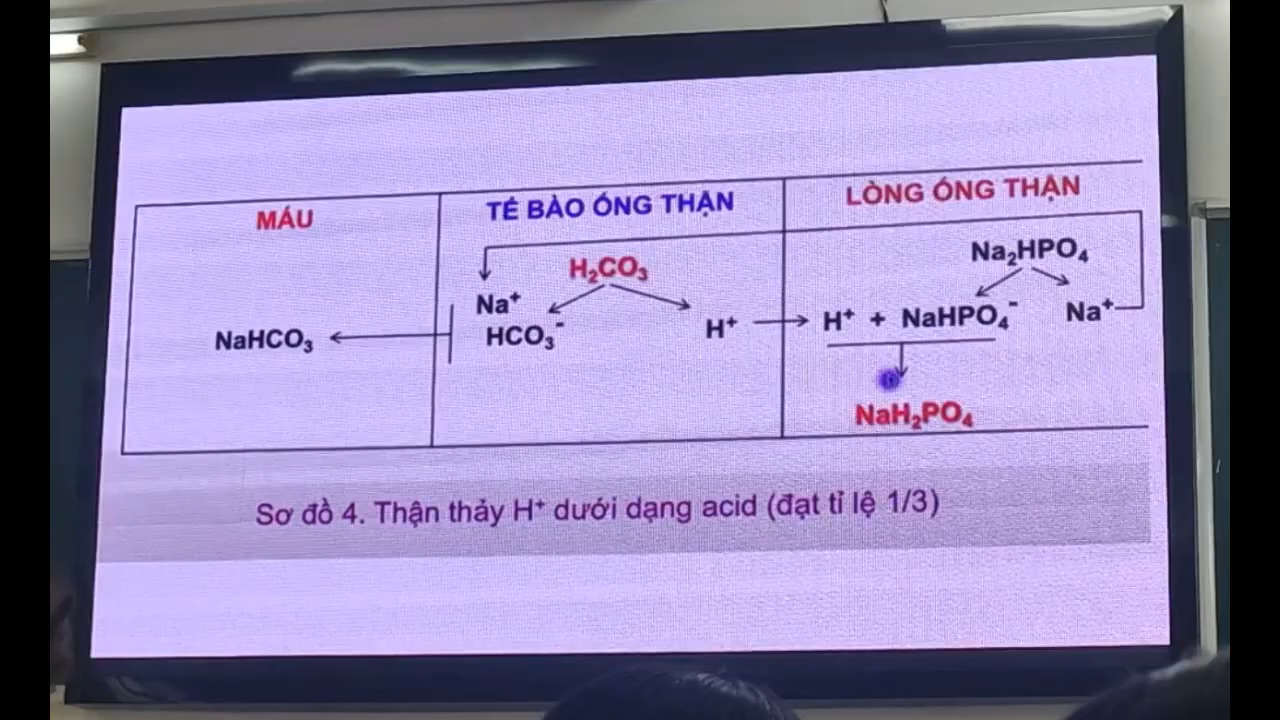 MÁU
TẾ BÀO ỐNG THẬN
LÒNG ỐNG THẬN
Na₂HPO₄
H₂CO₃
Na⁺
HCO₃⁻
H⁺
H⁺ + NaHPO₄⁻
Na⁺
NaHCO₃
NaH₂PO₄
Sơ đồ 4. Thận thảy H⁺ dưới dạng acid (đạt tỉ lệ 1/3)